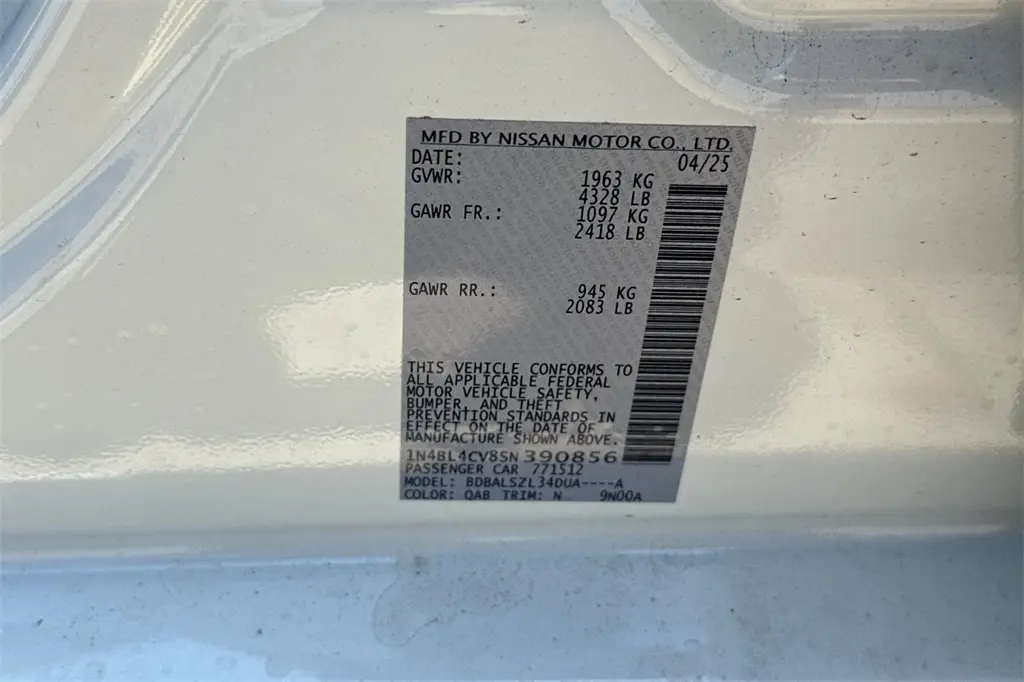 MFD BY NISSAN MOTOR CO., LTD.
DATE: 04/25
GVWR: 1963 KG
4328 LB
GAWR FR.: 1097 KG
2418 LB
GAWR RR.: 945 KG
2083 LB
THIS VEHICLE CONFORMS TO
ALL APPLICABLE FEDERAL
MOTOR VEHICLE SAFETY,
BUMPER, AND THEFT
PREVENTION STANDARDS IN
EFFECT ON THE DATE OF
MANUFACTURE SHOWN ABOVE.
1N4BL4CV8SN390856
PASSENGER CAR 771512
MODEL: BDBALSZL34DUA----A
COLOR: QAB TRIM: N 9N00A